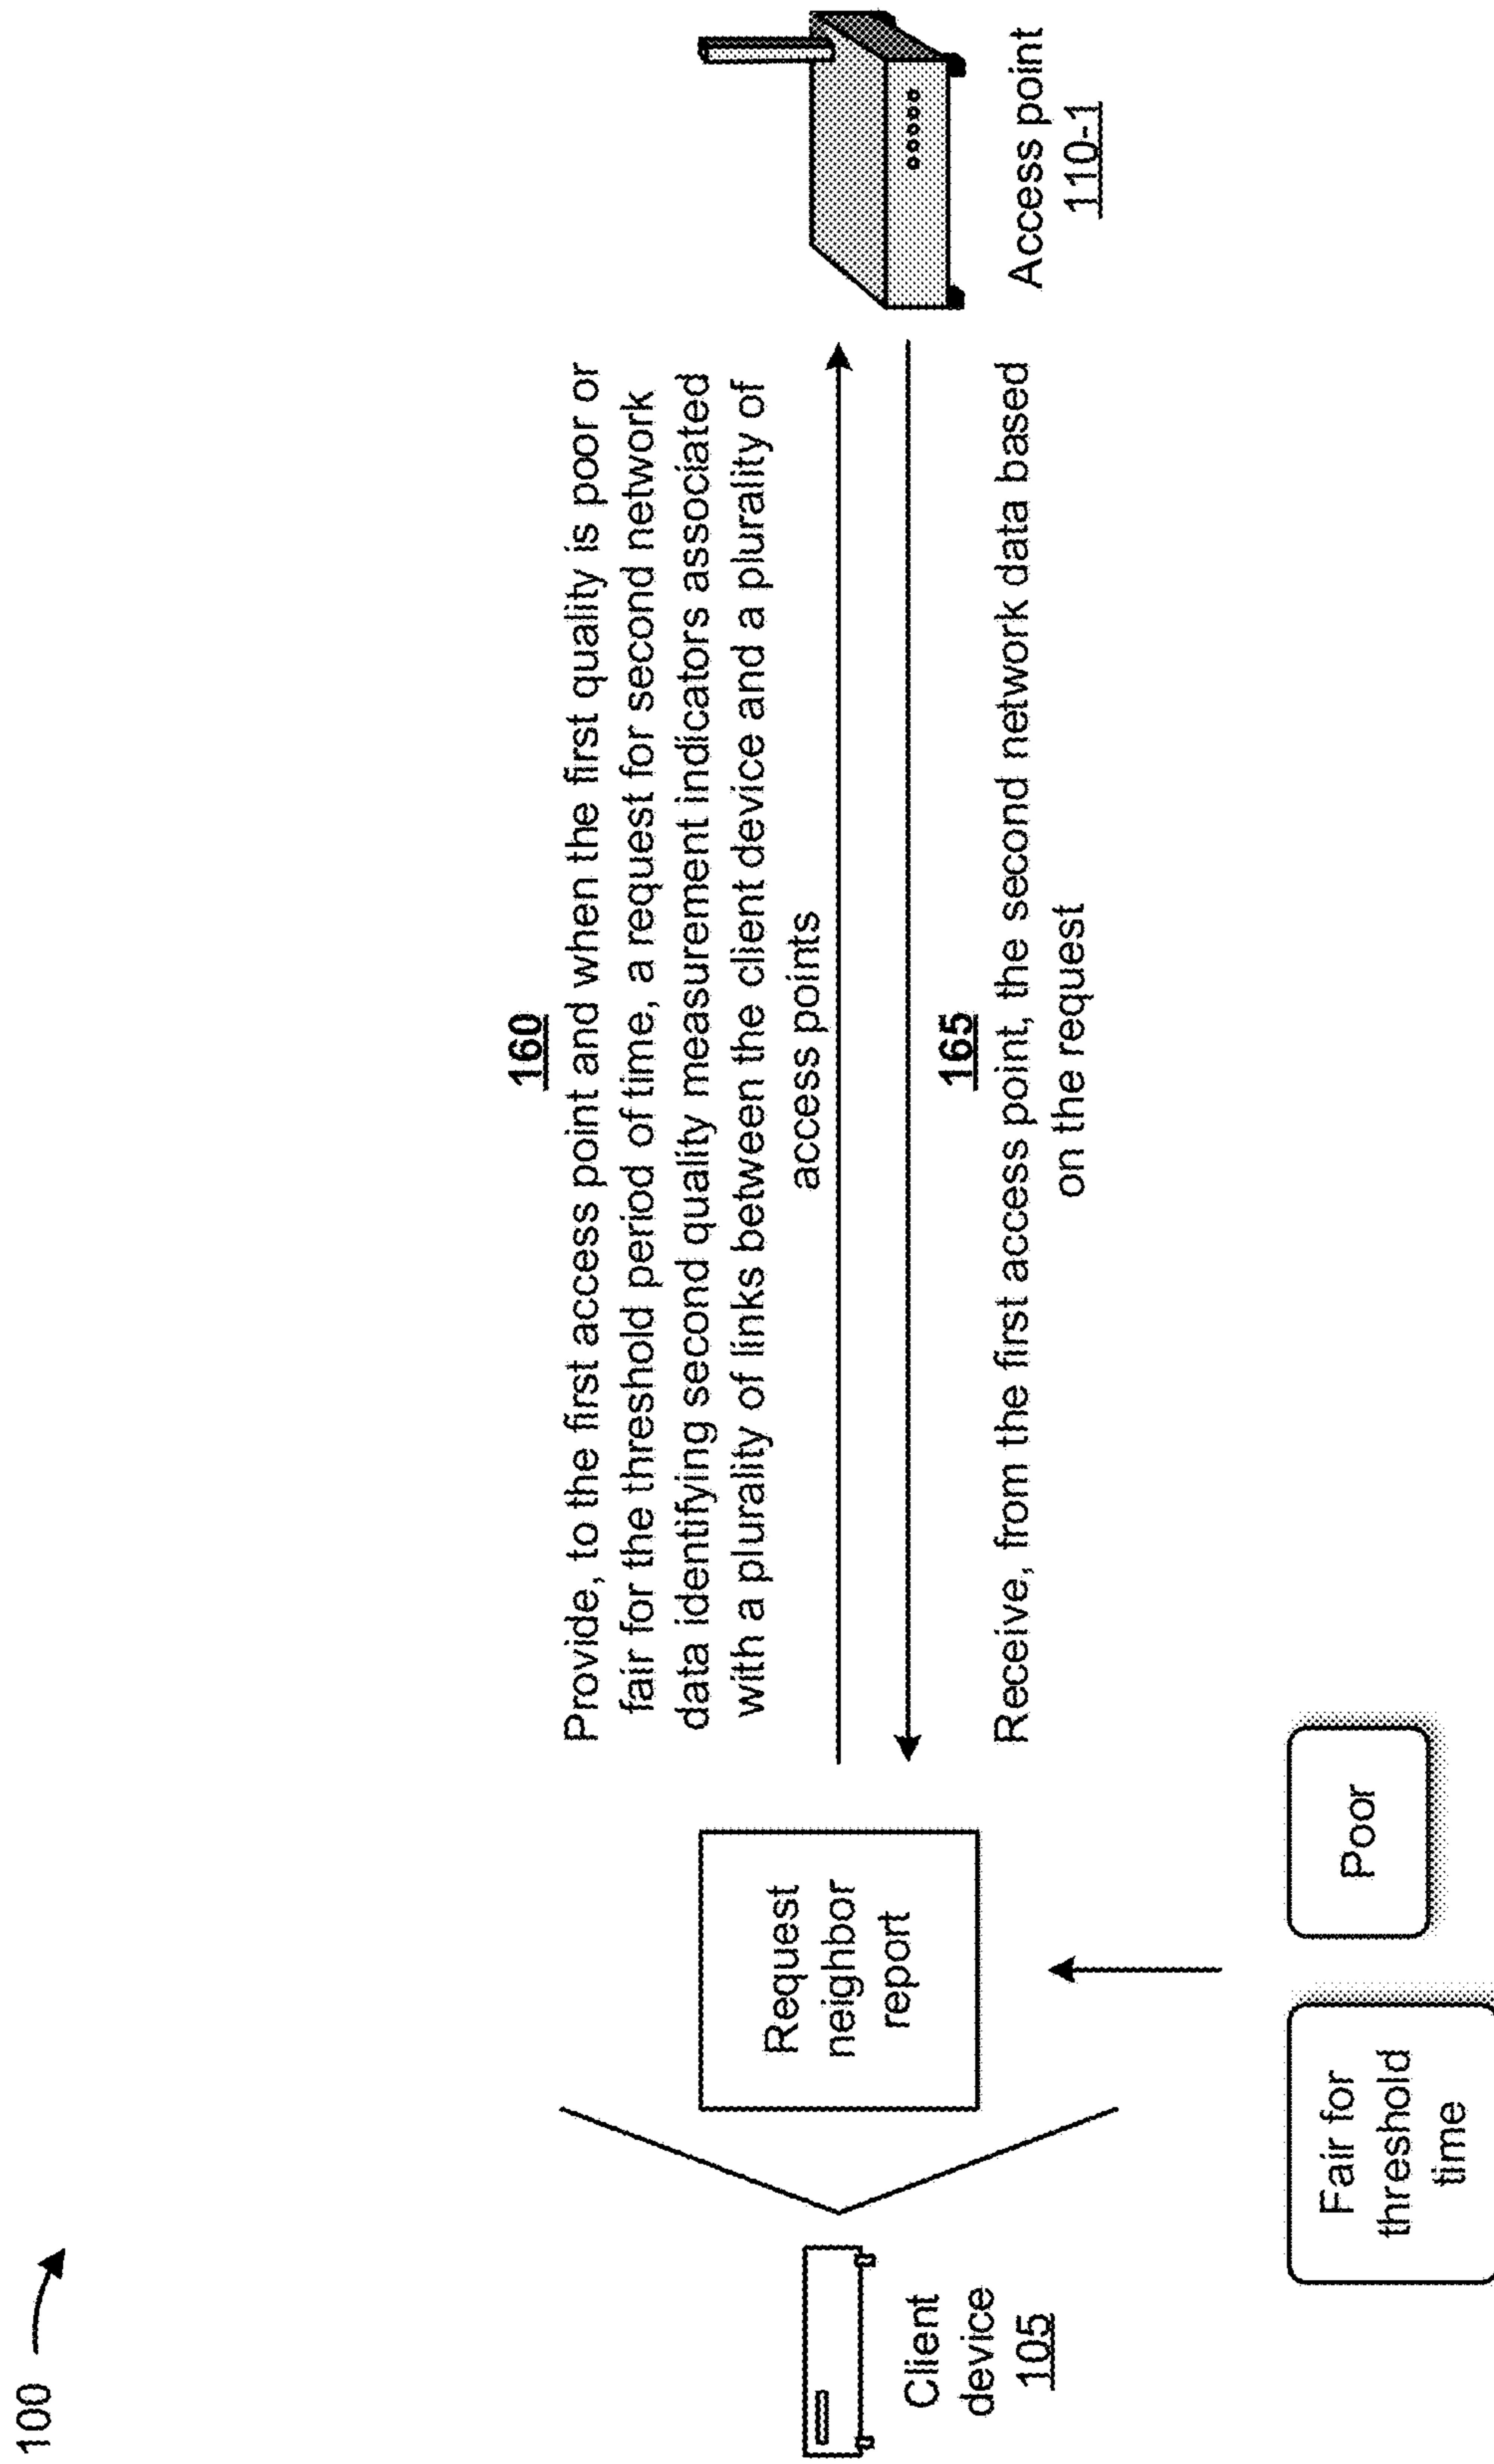 100
160
Provide, to the first access point and when the first quality is poor or
fair for the threshold period of time, a request for second network
data identifying second quality measurement indicators associated
with a plurality of links between the client device and a plurality of
access points
165
Receive, from the first access point, the second network data based
on the request
Request
neighbor
report
Client
device
105
Access point
110-1
Fair for
threshold
time
Poor